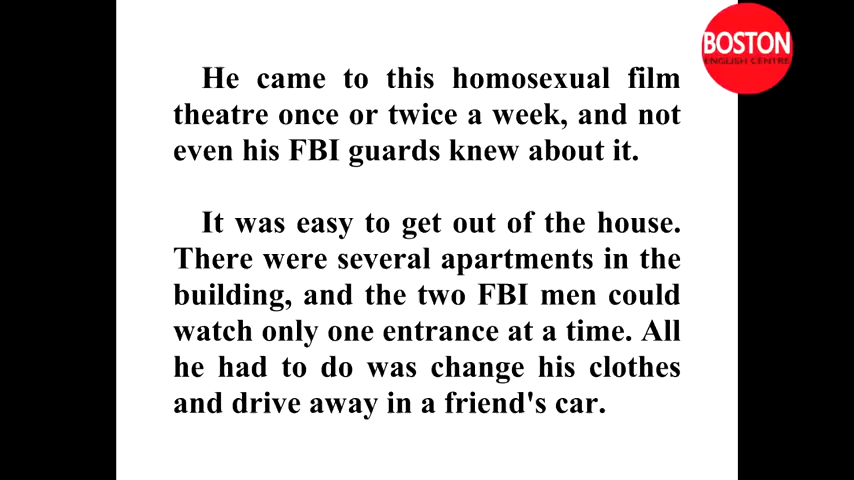 BOSTON
ENGLISH CENTRE
He came to this homosexual film
theatre once or twice a week, and not
even his FBI guards knew about it.
It was easy to get out of the house.
There were several apartments in the
building, and the two FBI men could
watch only one entrance at a time. All
he had to do was change his clothes
and drive away in a friend's car.